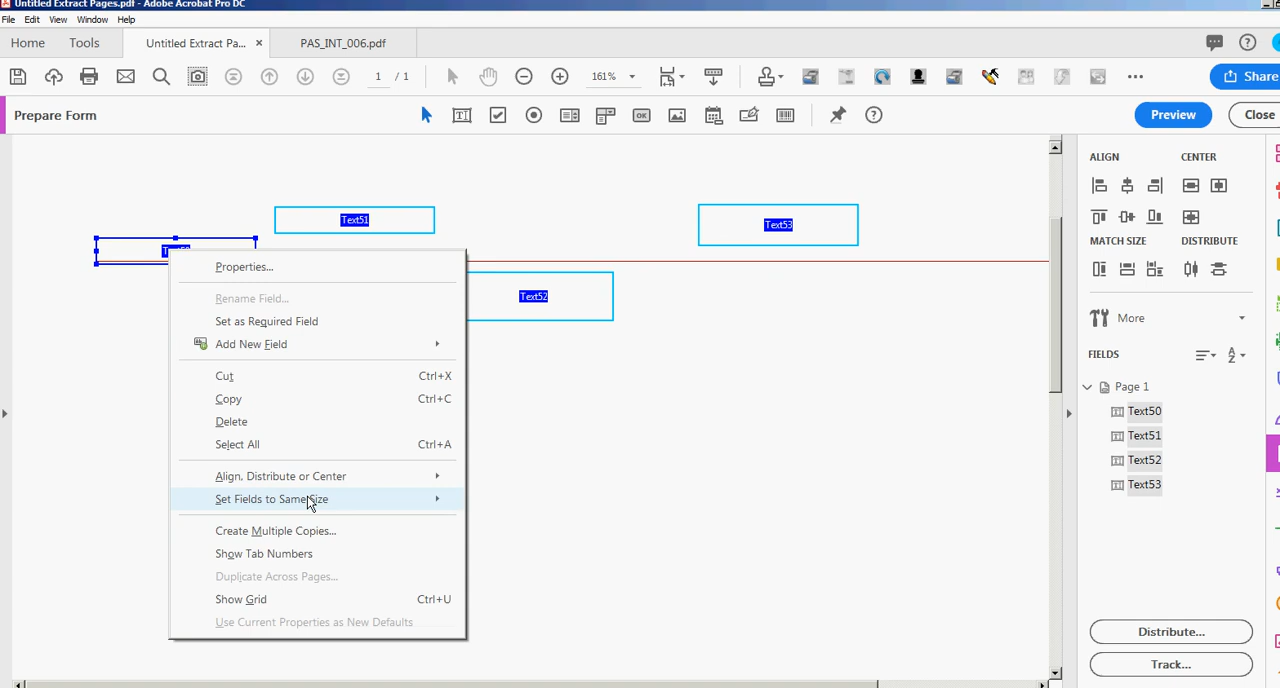 Untitled Extract Pages.pdf - Adobe Acrobat Pro DC
File Edit View Window Help
Home Tools Untitled Extract Pa... × PAS_INT_006.pdf
1 / 1 161% Share
Prepare Form Preview Close
OK
ALIGN CENTER
Text51 Text53
MATCH SIZE DISTRIBUTE
Properties...
Text52
Rename Field...
Set as Required Field
More
Add New Field
FIELDS
Cut Ctrl+X
Page 1
Copy Ctrl+C
Text50
Delete
Text51
Select All Ctrl+A
Text52
Align, Distribute or Center
Text53
Set Fields to Same Size
Create Multiple Copies...
Show Tab Numbers
Duplicate Across Pages...
Show Grid Ctrl+U
Use Current Properties as New Defaults
Distribute...
Track...